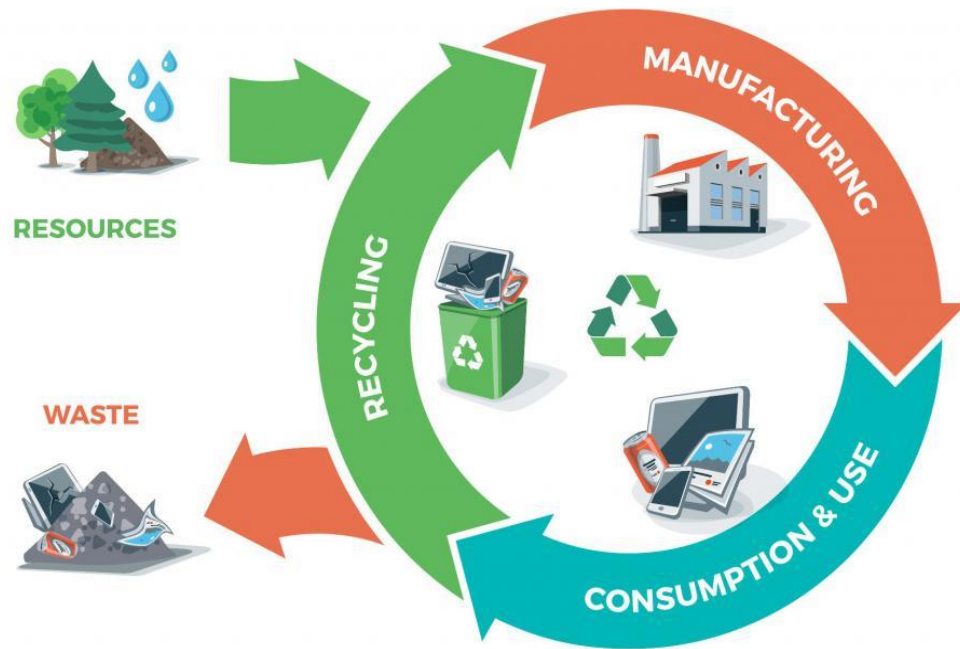 RESOURCES
WASTE
RECYCLING
MANUFACTURING
CONSUMPTION & USE